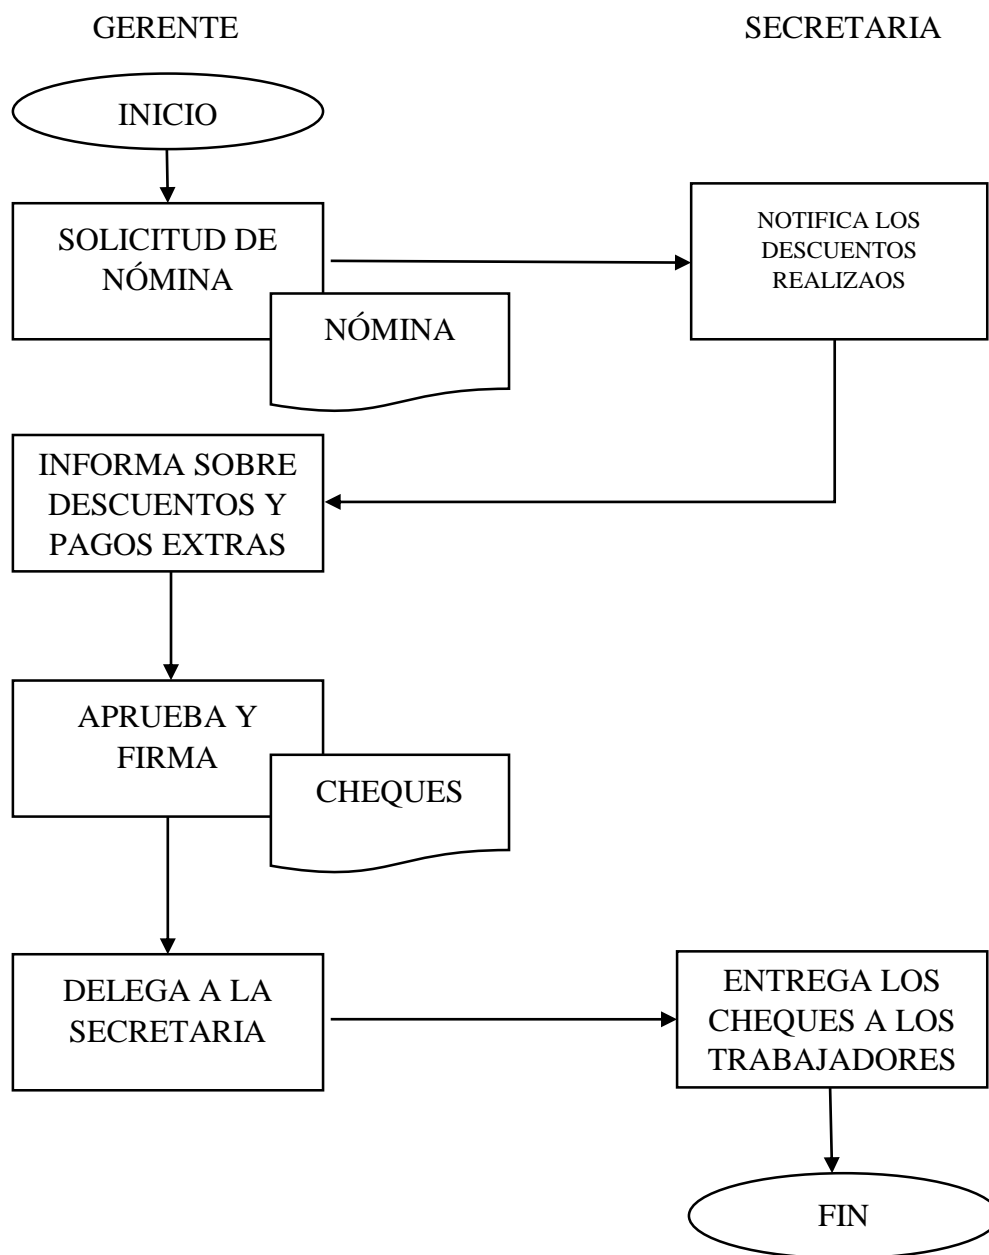 GERENTE
SECRETARIA
INICIO
SOLICITUD DE
NÓMINA
NOTIFICA LOS
DESCUENTOS
REALIZAOS
NÓMINA
INFORMA SOBRE
DESCUENTOS Y
PAGOS EXTRAS
APRUEBA Y
FIRMA
CHEQUES
DELEGA A LA
SECRETARIA
ENTREGA LOS
CHEQUES A LOS
TRABAJADORES
FIN